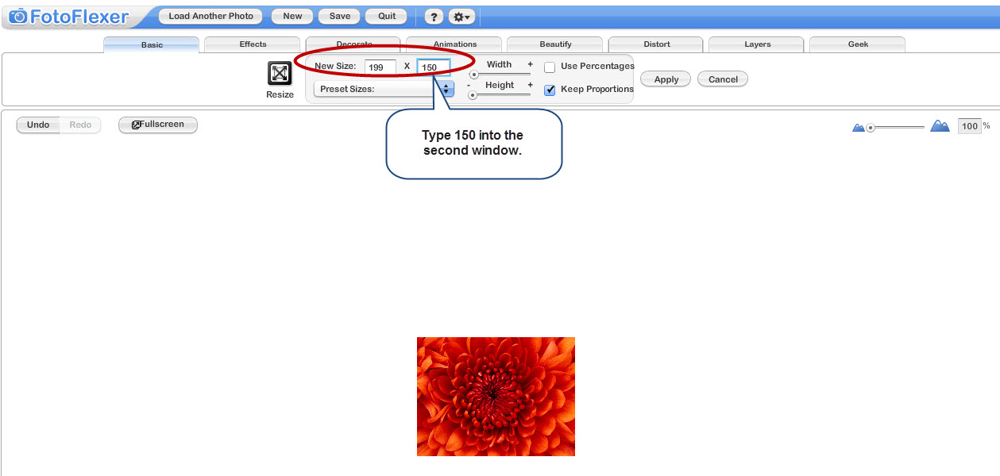 FotoFlexer Load Another Photo New Save Quit ? 
Basic Effects Decorate Animations Beautify Distort Layers Geek
New Size: 199 X 150 Width + Use Percentages
Apply Cancel
Preset Sizes: - Height + Keep Proportions
Resize
Undo Redo Fullscreen 100 %
Type 150 into the
second window.